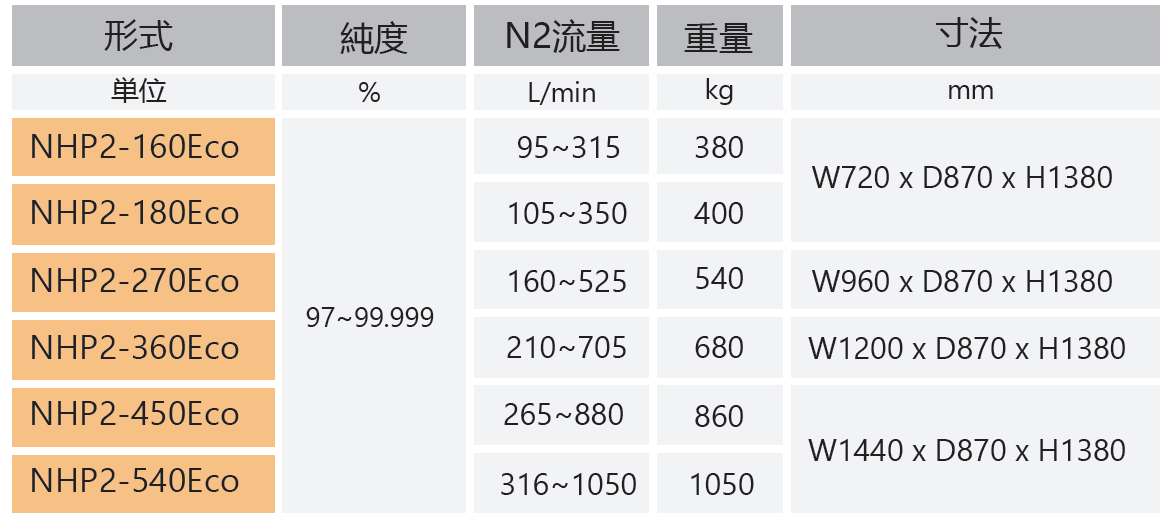 形式 純度 N2流量 重量 寸法
単位 % L/min kg mm
NHP2-160Eco 95~315 380
W720 x D870 x H1380
NHP2-180Eco 105~350 400
NHP2-270Eco 160~525 540 W960 x D870 x H1380
97~99.999
NHP2-360Eco 210~705 680 W1200 x D870 x H1380
NHP2-450Eco 265~880 860
W1440 x D870 x H1380
NHP2-540Eco 316~1050 1050